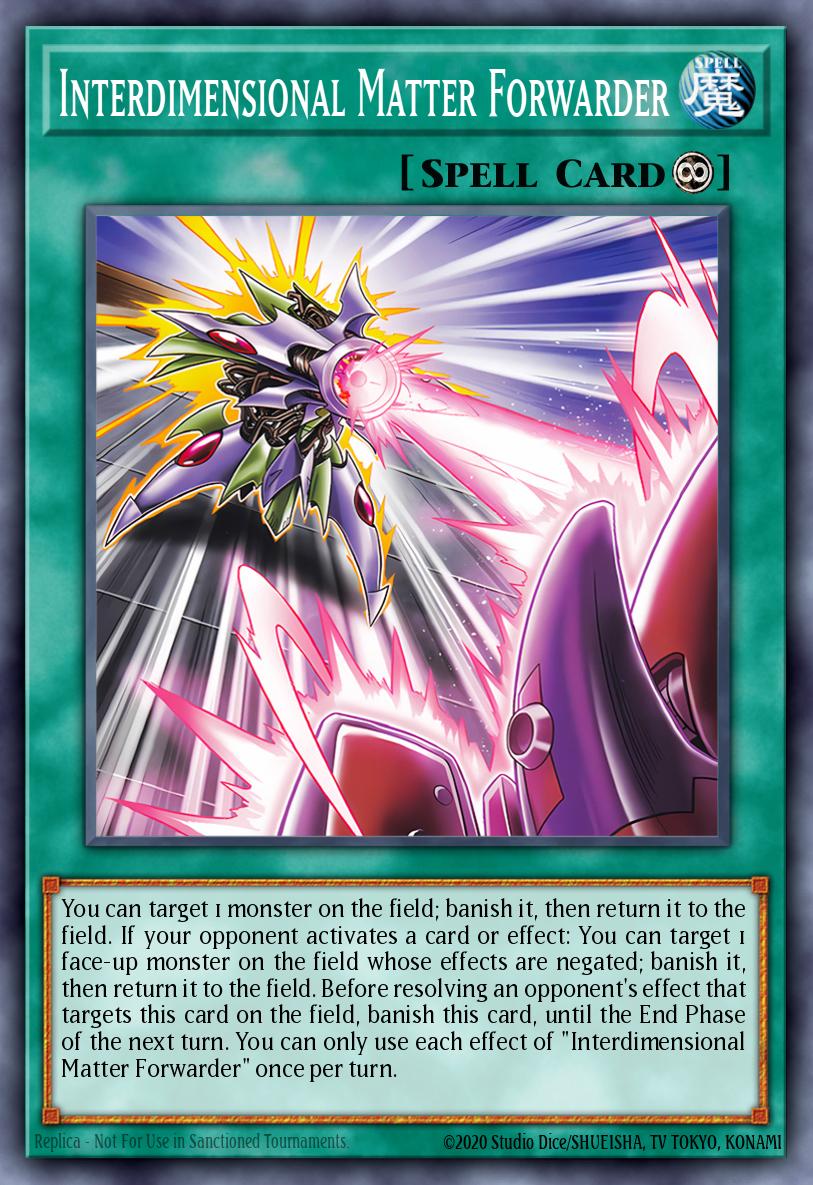 INTERDIMENSIONAL MATTER FORWARDER
SPELL
魔
[SPELL CARD ∞]
You can target 1 monster on the field; banish it, then return it to the
field. If your opponent activates a card or effect: You can target 1
face-up monster on the field whose effects are negated; banish it,
then return it to the field. Before resolving an opponent's effect that
targets this card on the field, banish this card, until the End Phase
of the next turn. You can only use each effect of "Interdimensional
Matter Forwarder" once per turn.
Replica - Not For Use in Sanctioned Tournaments.
©2020 Studio Dice/SHUEISHA, TV TOKYO, KONAMI